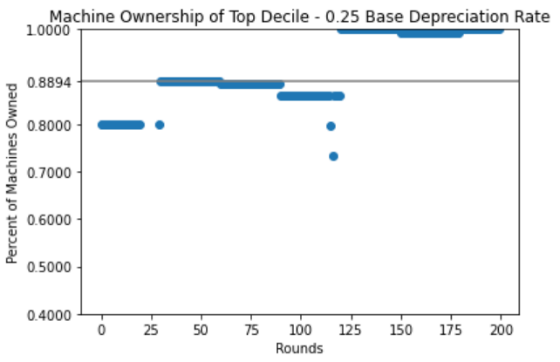 Machine Ownership of Top Decile - 0.25 Base Depreciation Rate
1.0000
0.8894
0.8000
0.7000
0.6000
0.5000
0.4000
Percent of Machines Owned
0 25 50 75 100 125 150 175 200
Rounds